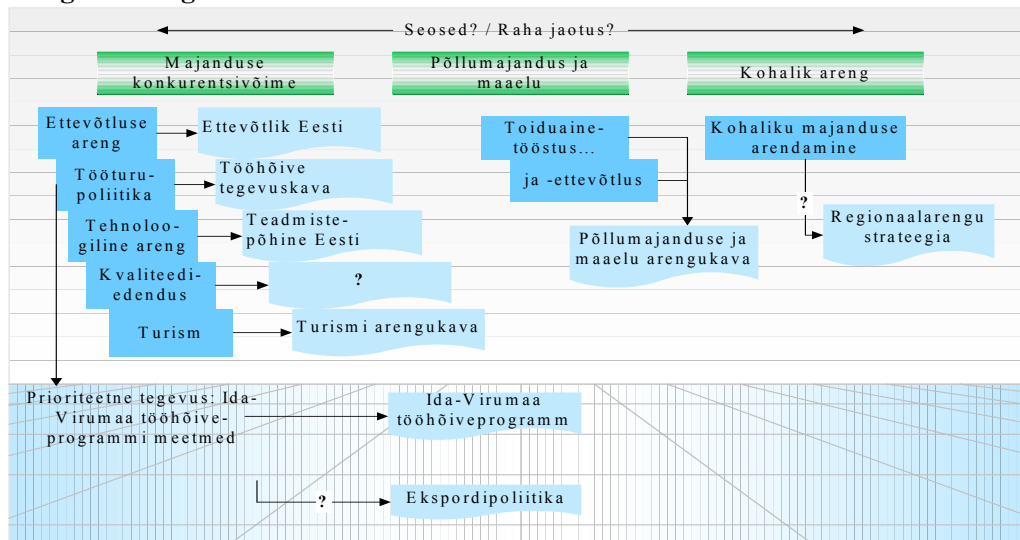 Seosed? / Raha jaotus?
Majanduse
konkurentsivõime
Põllumajandus ja
maaelu
Kohalik areng
Ettevõtluse
areng
Ettevõtlik Eesti
Tööturu-
poliitika
Tööhõive
tegevuskava
Tehnoloo-
giline areng
Teadmiste-
põhine Eesti
Kvaliteedi-
edendus
?
Turism
Turismi arengukava
Toiduaine-
tööstus...
ja -ettevõtlus
Põllumajanduse ja
maaelu arengukava
Kohaliku majanduse
arendamine
?
Regionaalarengu
strateegia
Prioriteetne tegevus: Ida-
Virumaa tööhõive-
programmi meetmed
Ida-Virumaa
tööhõiveprogramm
?
Ekspordipoliitika